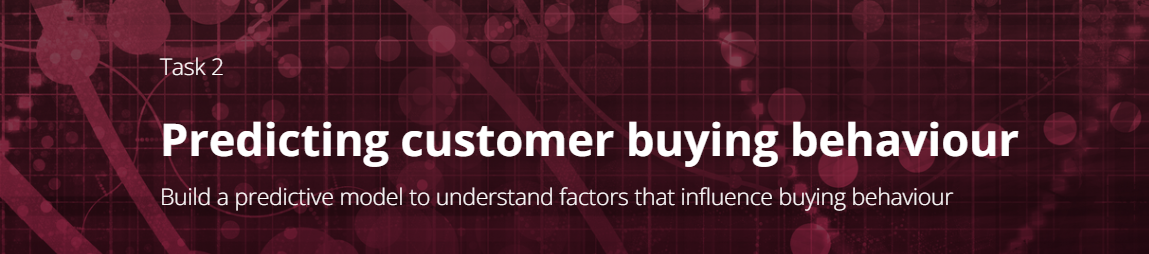 Task 2
Predicting customer buying behaviour
Build a predictive model to understand factors that influence buying behaviour